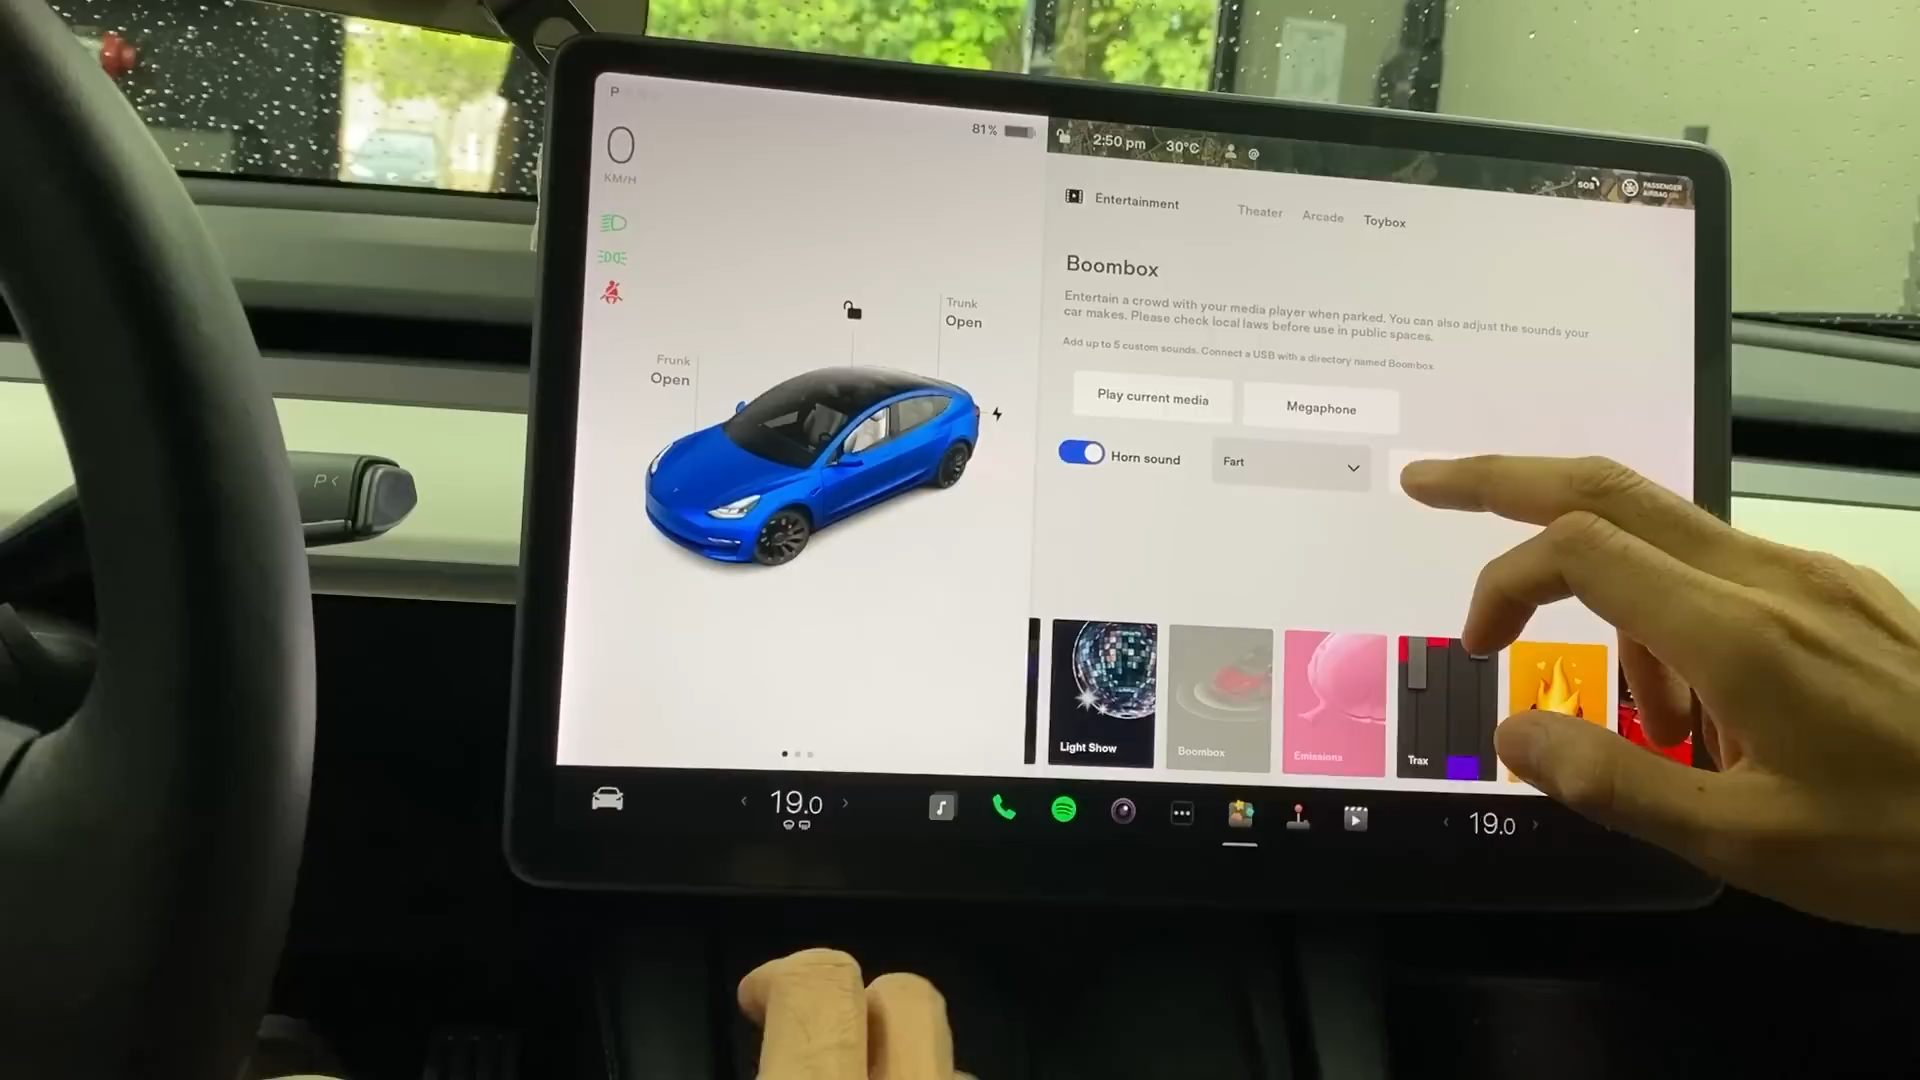 P
0
KM/H
81%
Frunk
Open
Trunk
Open
2:50 pm
30°C
SOS
PASSENGER
AIRBAG
Entertainment
Theater
Arcade
Toybox
Boombox
Entertain a crowd with your media player when parked. You can also adjust the sounds your
car makes. Please check local laws before use in public spaces.
Add up to 5 custom sounds. Connect a USB with a directory named Boombox
Play current media
Megaphone
Horn sound
Fart
Light Show
Boombox
Emissions
Trax
19.0
19.0
P